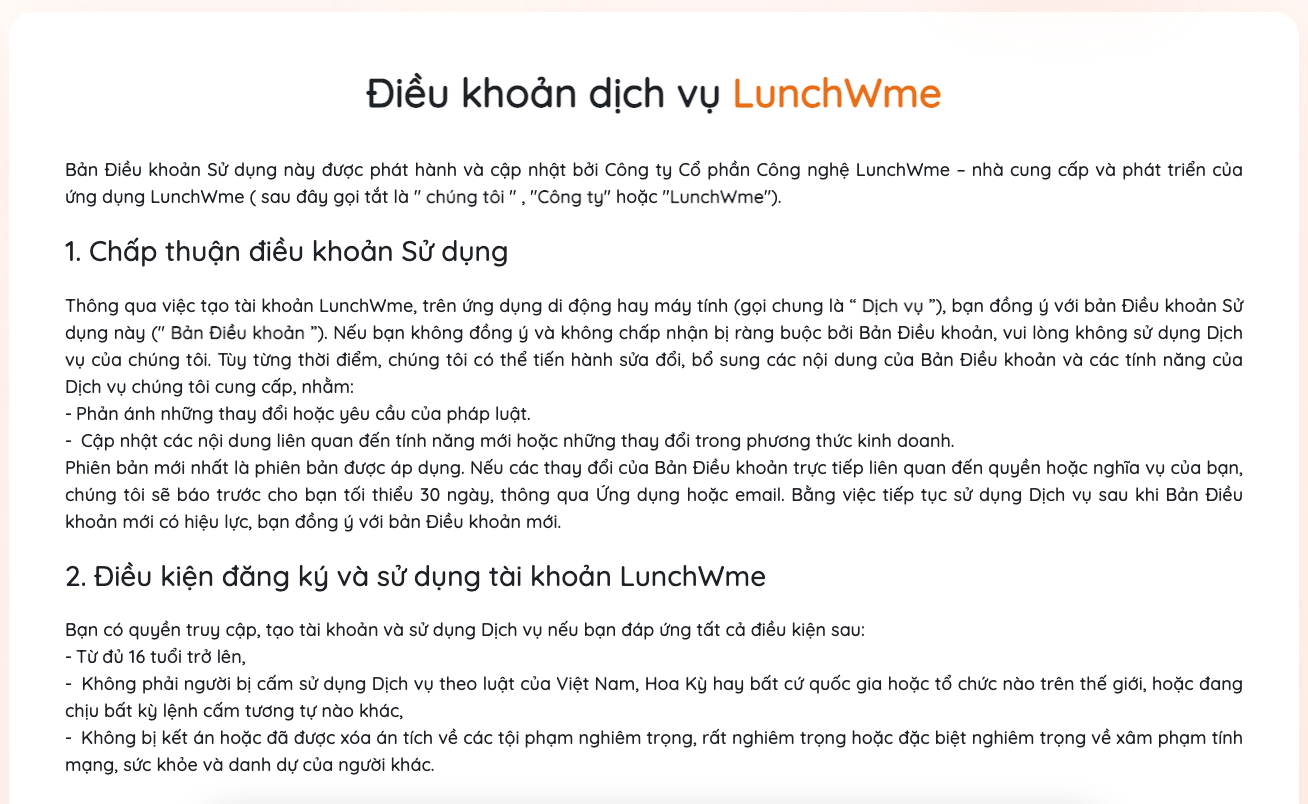 Điều khoản dịch vụ LunchWme
Bản Điều khoản Sử dụng này được phát hành và cập nhật bởi Công ty Cổ phần Công nghệ LunchWme – nhà cung cấp và phát triển của
ứng dụng LunchWme ( sau đây gọi tắt là " chúng tôi " , "Công ty" hoặc "LunchWme").
1. Chấp thuận điều khoản Sử dụng
Thông qua việc tạo tài khoản LunchWme, trên ứng dụng di động hay máy tính (gọi chung là “ Dịch vụ ”), bạn đồng ý với bản Điều khoản Sử
dụng này (" Bản Điều khoản ”). Nếu bạn không đồng ý và không chấp nhận bị ràng buộc bởi Bản Điều khoản, vui lòng không sử dụng Dịch
vụ của chúng tôi. Tùy từng thời điểm, chúng tôi có thể tiến hành sửa đổi, bổ sung các nội dung của Bản Điều khoản và các tính năng của
Dịch vụ chúng tôi cung cấp, nhằm:
- Phản ánh những thay đổi hoặc yêu cầu của pháp luật.
- Cập nhật các nội dung liên quan đến tính năng mới hoặc những thay đổi trong phương thức kinh doanh.
Phiên bản mới nhất là phiên bản được áp dụng. Nếu các thay đổi của Bản Điều khoản trực tiếp liên quan đến quyền hoặc nghĩa vụ của bạn,
chúng tôi sẽ báo trước cho bạn tối thiểu 30 ngày, thông qua Ứng dụng hoặc email. Bằng việc tiếp tục sử dụng Dịch vụ sau khi Bản Điều
khoản mới có hiệu lực, bạn đồng ý với bản Điều khoản mới.
2. Điều kiện đăng ký và sử dụng tài khoản LunchWme
Bạn có quyền truy cập, tạo tài khoản và sử dụng Dịch vụ nếu bạn đáp ứng tất cả điều kiện sau:
- Từ đủ 16 tuổi trở lên,
- Không phải người bị cấm sử dụng Dịch vụ theo luật của Việt Nam, Hoa Kỳ hay bất cứ quốc gia hoặc tổ chức nào trên thế giới, hoặc đang
chịu bất kỳ lệnh cấm tương tự nào khác,
- Không bị kết án hoặc đã được xóa án tích về các tội phạm nghiêm trọng, rất nghiêm trọng hoặc đặc biệt nghiêm trọng về xâm phạm tính
mạng, sức khỏe và danh dự của người khác.